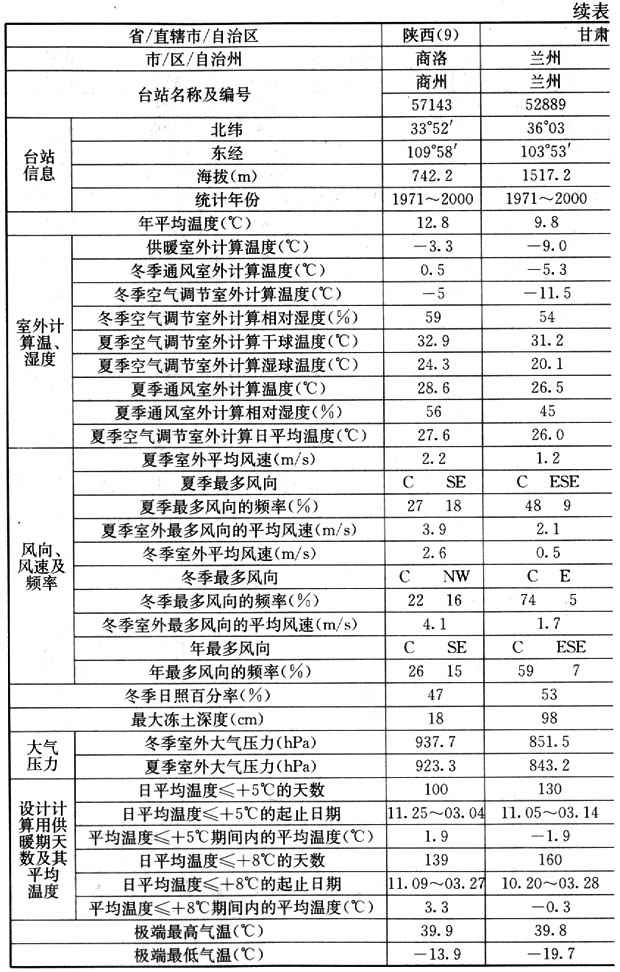 续表
省/直辖市/自治区 陕西(9) 甘肃
市/区/自治州 商洛 兰州
台站名称及编号 商州 兰州
57143 52889
台站信息 北纬 33°52′ 36°03
东经 109°58′ 103°53′
海拔(m) 742.2 1517.2
统计年份 1971～2000 1971～2000
年平均温度(℃) 12.8 9.8
室外计算温、湿度 供暖室外计算温度(℃) －3.3 －9.0
冬季通风室外计算温度(℃) 0.5 －5.3
冬季空气调节室外计算温度(℃) －5 －11.5
冬季空气调节室外计算相对湿度(%) 59 54
夏季空气调节室外计算干球温度(℃) 32.9 31.2
夏季空气调节室外计算湿球温度(℃) 24.3 20.1
夏季通风室外计算温度(℃) 28.6 26.5
夏季通风室外计算相对湿度(%) 56 45
夏季空气调节室外计算日平均温度(℃) 27.6 26.0
风向、风速及频率 夏季室外平均风速(m/s) 2.2 1.2
夏季最多风向 C SE C ESE
夏季最多风向的频率(%) 27 18 48 9
夏季室外最多风向的平均风速(m/s) 3.9 2.1
冬季室外平均风速(m/s) 2.6 0.5
冬季最多风向 C NW C E
冬季最多风向的频率(%) 22 16 74 5
冬季室外最多风向的平均风速(m/s) 4.1 1.7
年最多风向 C SE C ESE
年最多风向的频率(%) 26 15 59 7
冬季日照百分率(%) 47 53
最大冻土深度(cm) 18 98
大气压力 冬季室外大气压力(hPa) 937.7 851.5
夏季室外大气压力(hPa) 923.3 843.2
设计计算用供暖期天数及其平均温度 日平均温度≤+5℃的天数 100 130
日平均温度≤+5℃的起止日期 11.25～03.04 11.05～03.14
平均温度≤+5℃期间内的平均温度(℃) 1.9 －1.9
日平均温度≤+8℃的天数 139 160
日平均温度≤+8℃的起止日期 11.09～03.27 10.20～03.28
平均温度≤+8℃期间内的平均温度(℃) 3.3 －0.3
极端最高气温(℃) 39.9 39.8
极端最低气温(℃) －13.9 －19.7